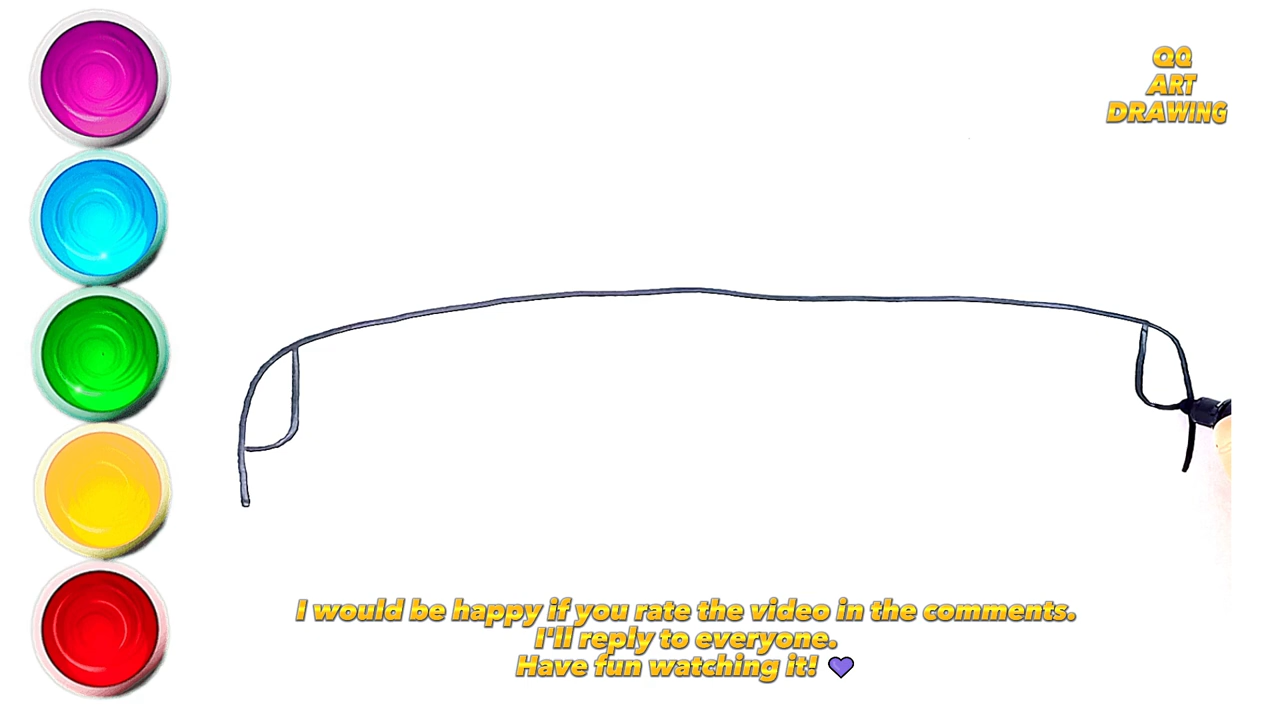 QQ
ART
DRAWING
I would be happy if you rate the video in the comments.
I'll reply to everyone.
Have fun watching it! 💜